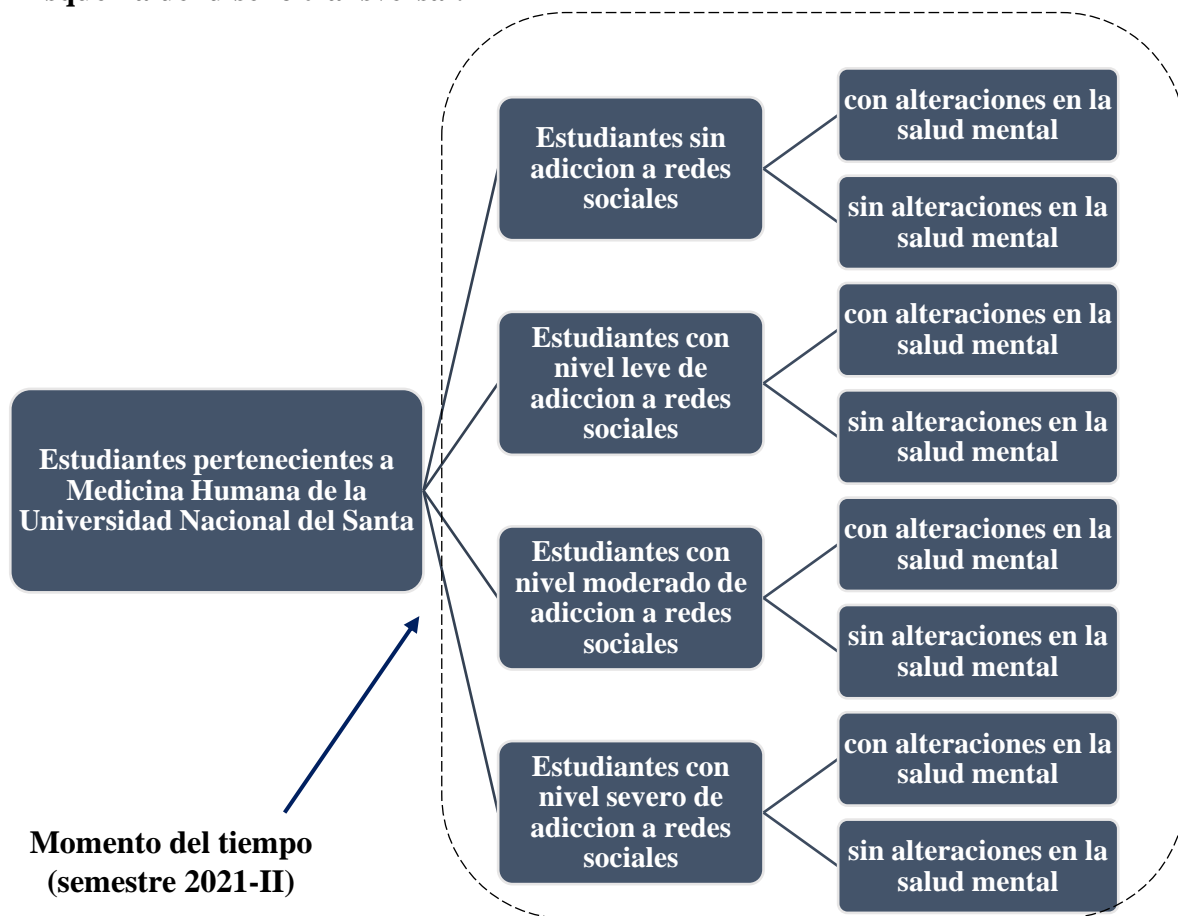 Estudiantes sin
adiccion a redes
sociales
con alteraciones en la
salud mental
sin alteraciones en la
salud mental
Estudiantes con
nivel leve de
adiccion a redes
sociales
con alteraciones en la
salud mental
sin alteraciones en la
salud mental
Estudiantes pertenecientes a
Medicina Humana de la
Universidad Nacional del Santa
Estudiantes con
nivel moderado de
adiccion a redes
sociales
con alteraciones en la
salud mental
sin alteraciones en la
salud mental
Estudiantes con
nivel severo de
adiccion a redes
sociales
con alteraciones en la
salud mental
sin alteraciones en la
salud mental
Momento del tiempo
(semestre 2021-II)